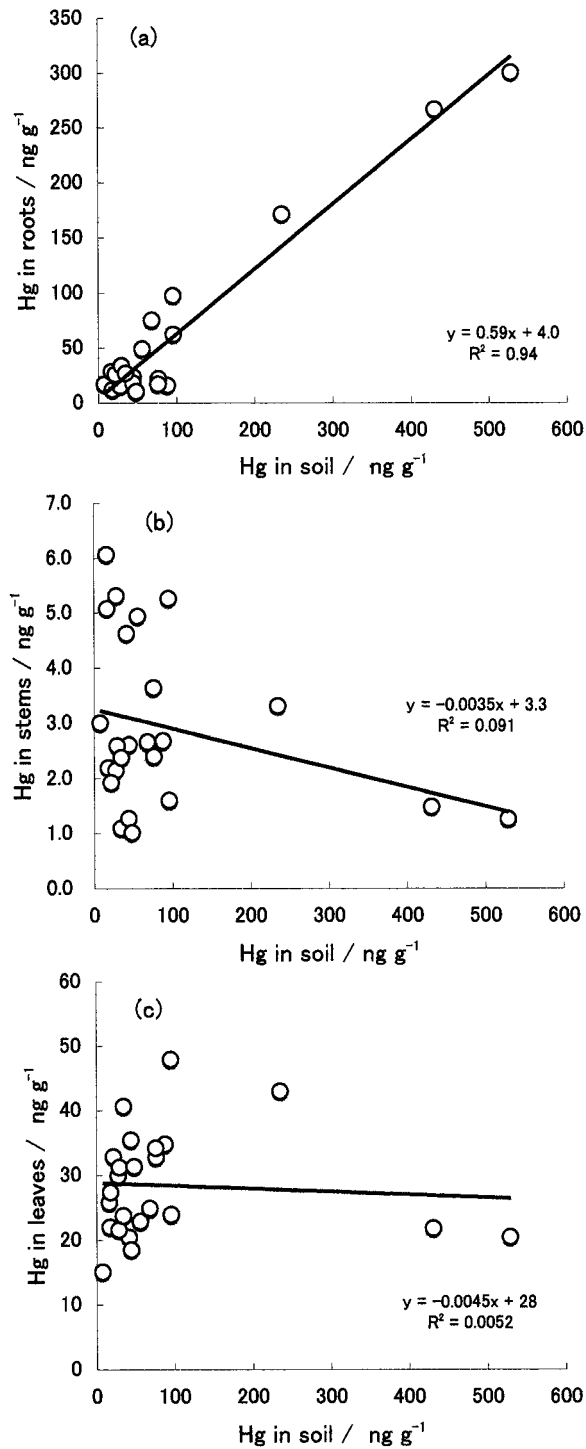 (a)
350
300
250
200
150
100
50
0
Hg in roots / ng g⁻¹
y = 0.59x + 4.0
R² = 0.94
0 100 200 300 400 500 600
Hg in soil / ng g⁻¹
(b)
7.0
6.0
5.0
4.0
3.0
2.0
1.0
0.0
Hg in stems / ng g⁻¹
y = −0.0035x + 3.3
R² = 0.091
0 100 200 300 400 500 600
Hg in soil / ng g⁻¹
(c)
60
50
40
30
20
10
0
Hg in leaves / ng g⁻¹
y = −0.0045x + 28
R² = 0.0052
0 100 200 300 400 500 600
Hg in soil / ng g⁻¹